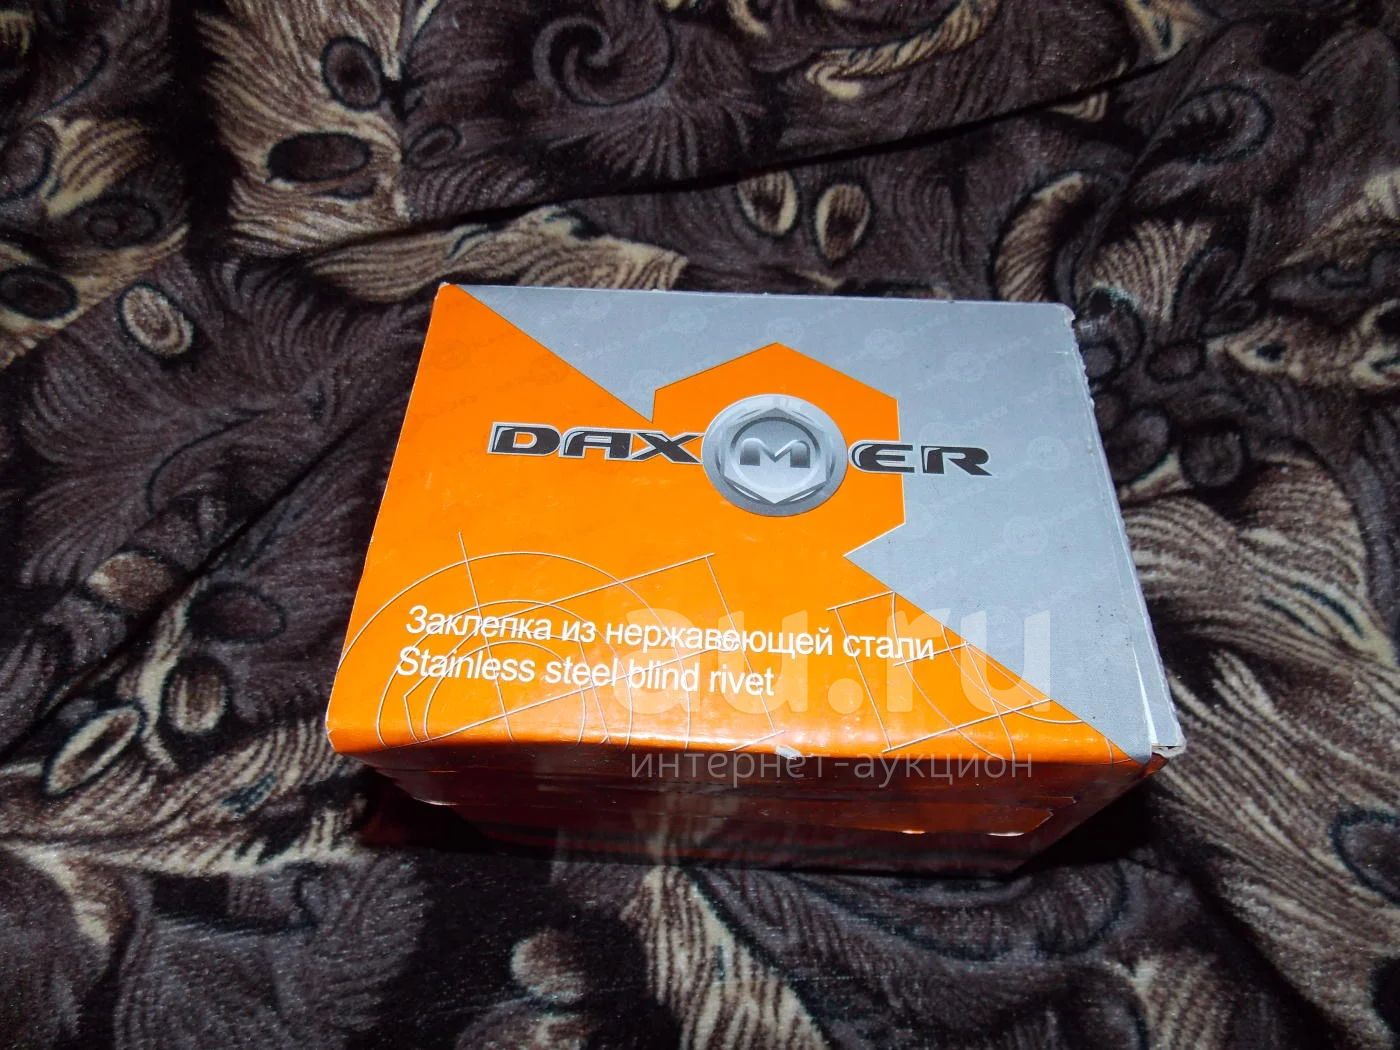 DAXMER
Заклепка из нержавеющей стали
Stainless steel blind rivet
au.ru
интернет-аукцион